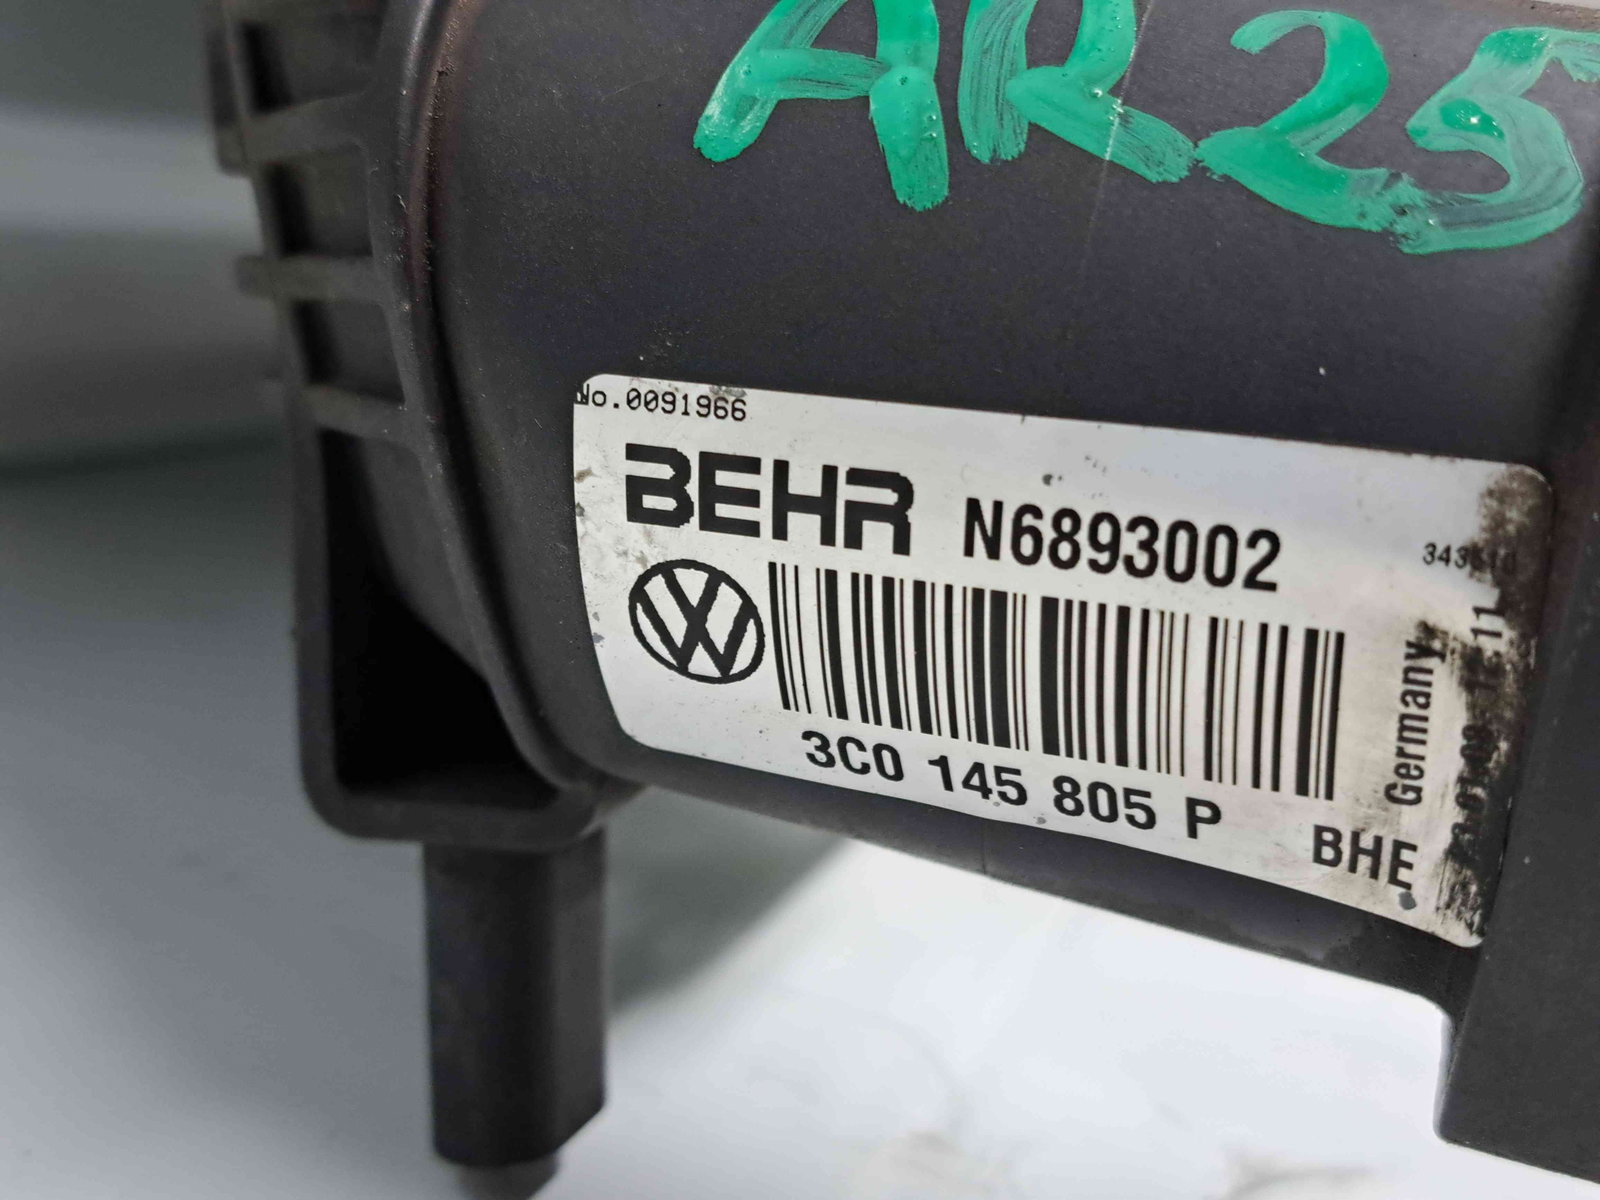 AR25
No.0091966
BEHR N6893002
3C0 145 805 P
BHE
Germany